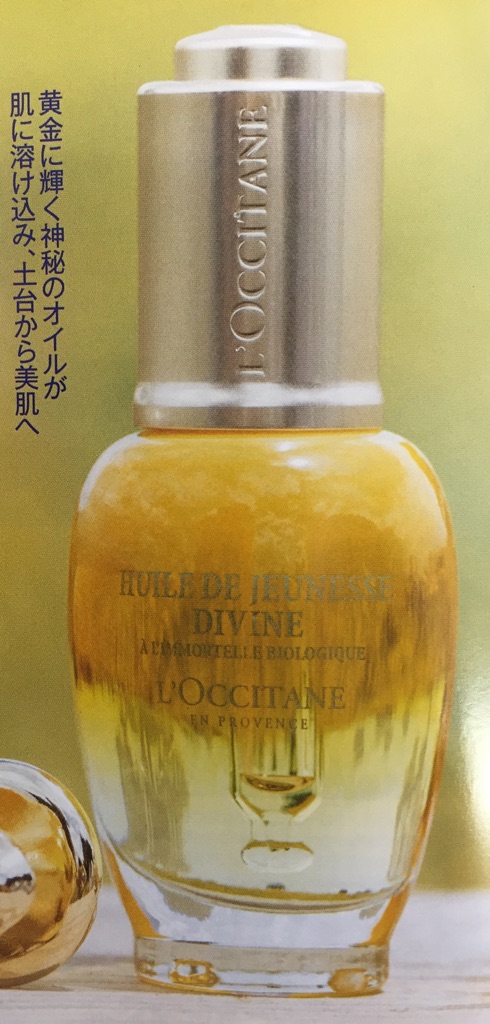 黄金に輝く神秘のオイルが
肌に溶け込み、土台から美肌へ
L'OCCITANE
HUILE DE JEUNESSE
DIVINE
À L'IMMORTELLE BIOLOGIQUE
L'OCCITANE
EN PROVENCE